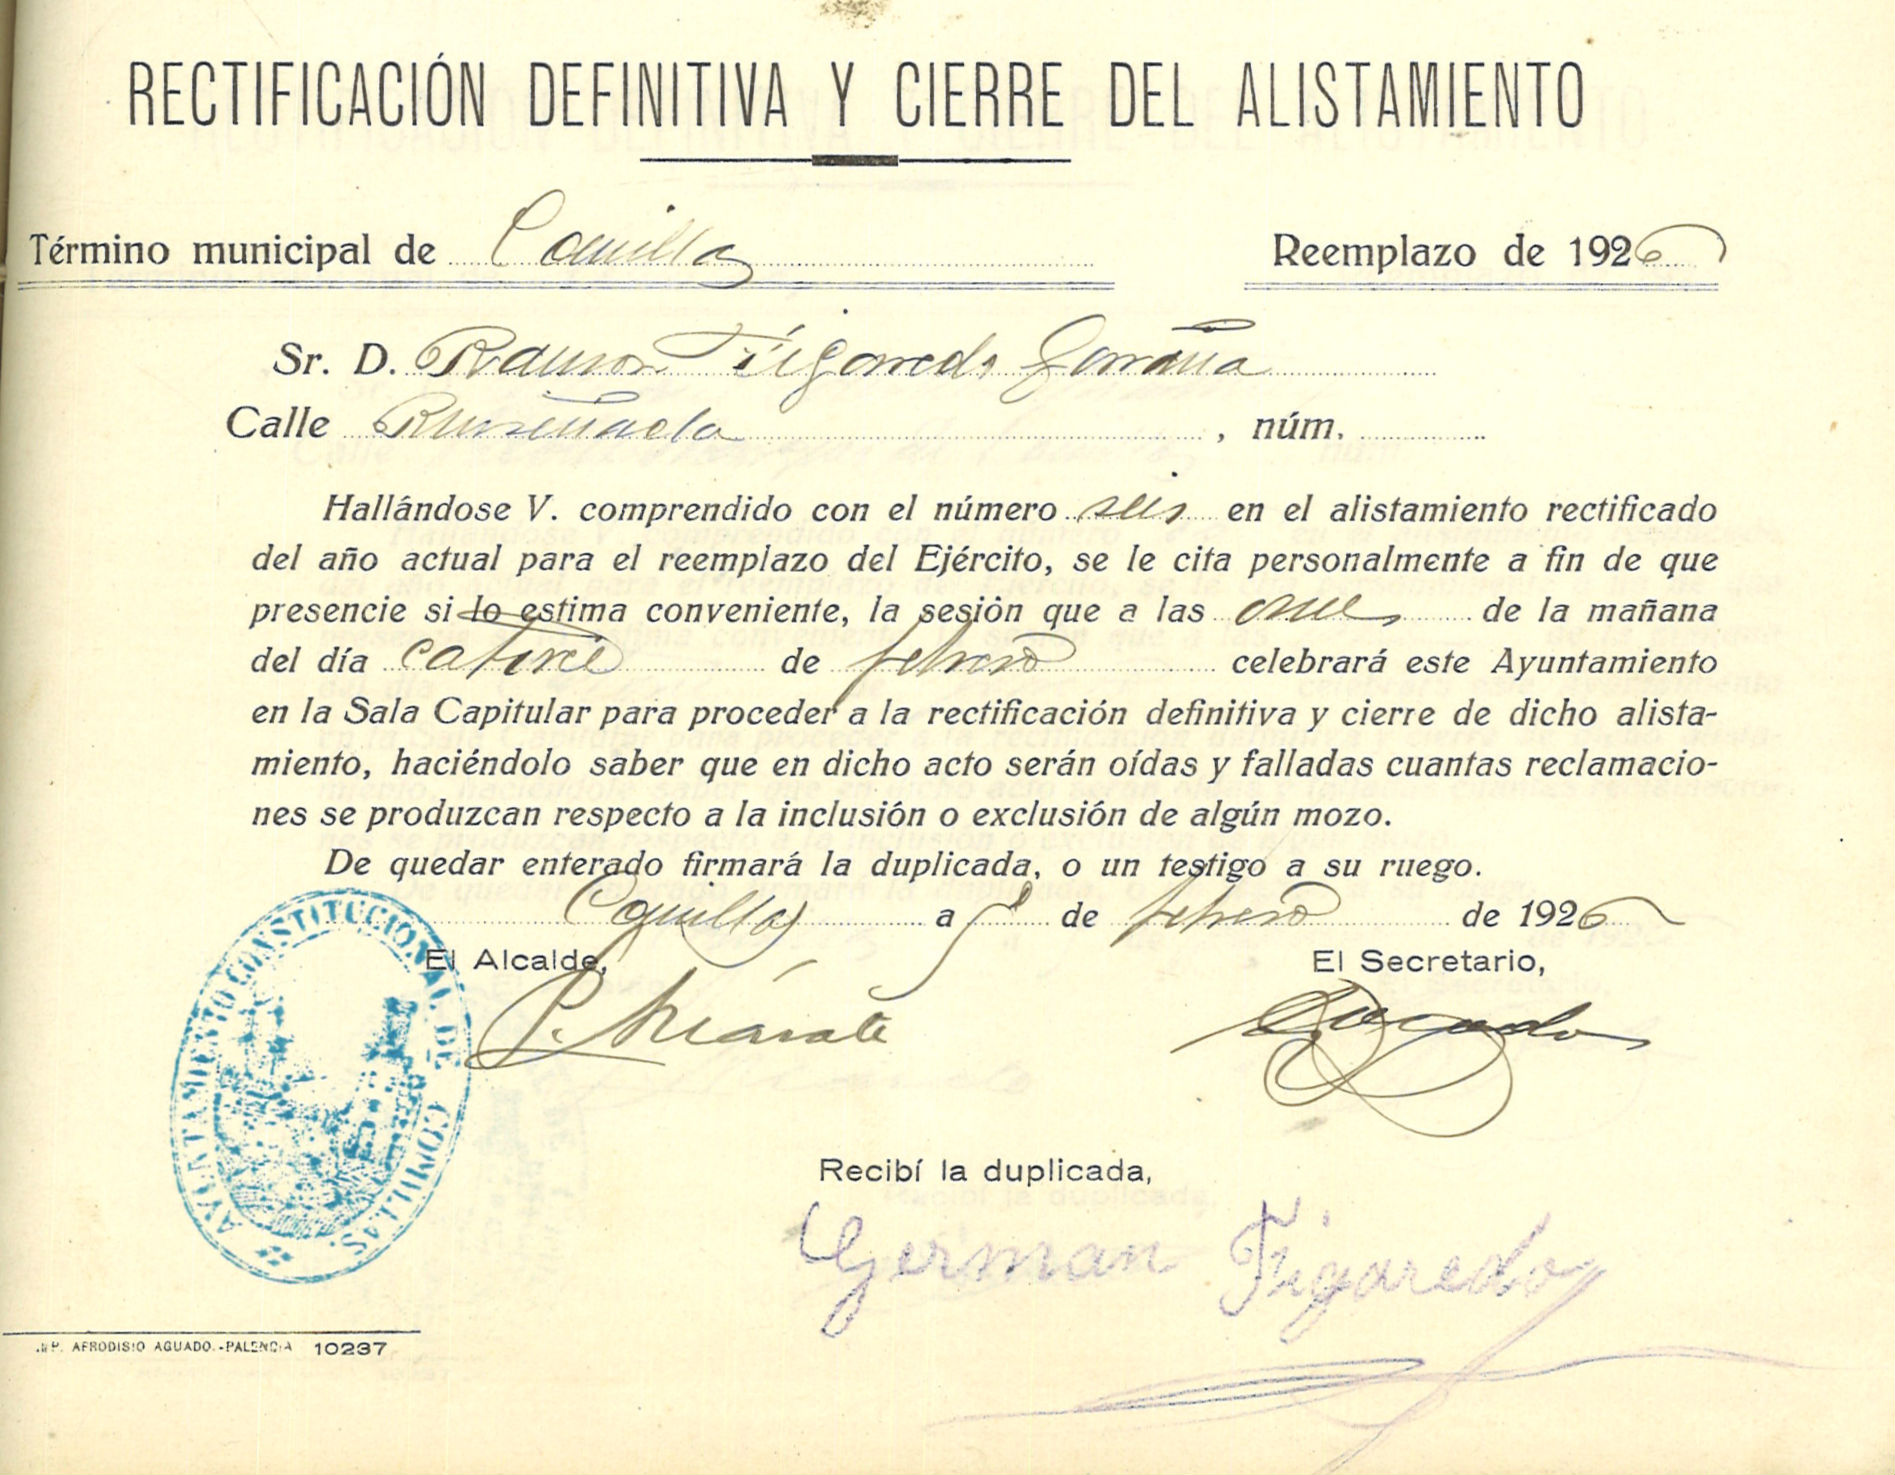 RECTIFICACIÓN DEFINITIVA Y CIERRE DEL ALISTAMIENTO
Término municipal de Comillas Reemplazo de 1926
Sr. D. Ramon Figaredo
Calle Ruiseñada, núm.
Hallándose V. comprendido con el número seis en el alistamiento rectificado
del año actual para el reemplazo del Ejército, se le cita personalmente a fin de que
presencie si lo estima conveniente, la sesión que a las once de la mañana
del día catorce de febrero celebrará este Ayuntamiento
en la Sala Capitular para proceder a la rectificación definitiva y cierre de dicho alista-
miento, haciéndolo saber que en dicho acto serán oídas y falladas cuantas reclamacio-
nes se produzcan respecto a la inclusión o exclusión de algún mozo.
De quedar enterado firmará la duplicada, o un testigo a su ruego.
Comillas a de febrero de 1926
El Alcalde, El Secretario,
AYUNTAMIENTO CONSTITUCIONAL DE COMILLAS.
Recibí la duplicada,
German Figaredo
IMP. AFRODISIO AGUADO.-PALENCIA 10237